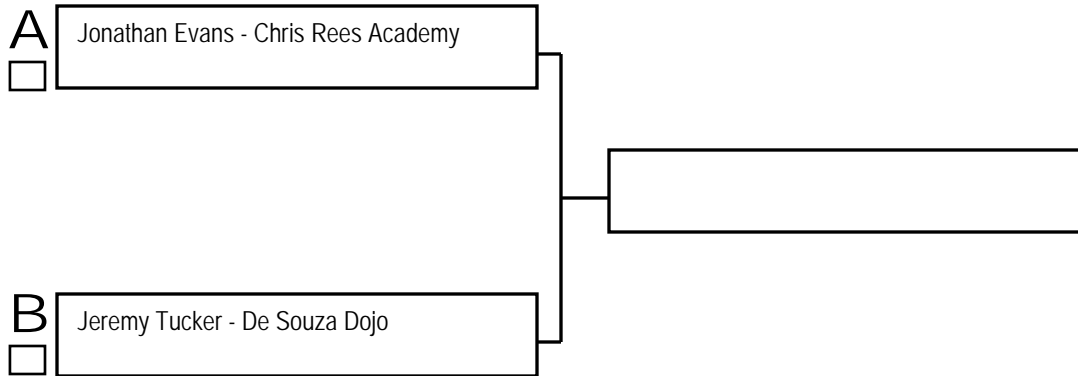 A
Jonathan Evans - Chris Rees Academy
B
Jeremy Tucker - De Souza Dojo